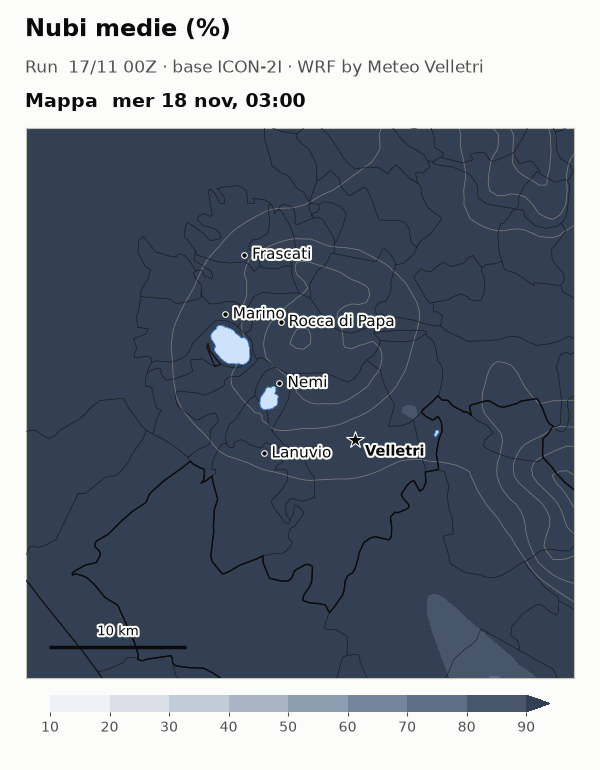 Nubi medie (%)
Run  17/11 00Z · base ICON-2I · WRF by Meteo Velletri
Mappa  mer 18 nov, 03:00
Frascati
Marino
Rocca di Papa
Nemi
Velletri
Lanuvio
10 km
10 20 30 40 50 60 70 80 90